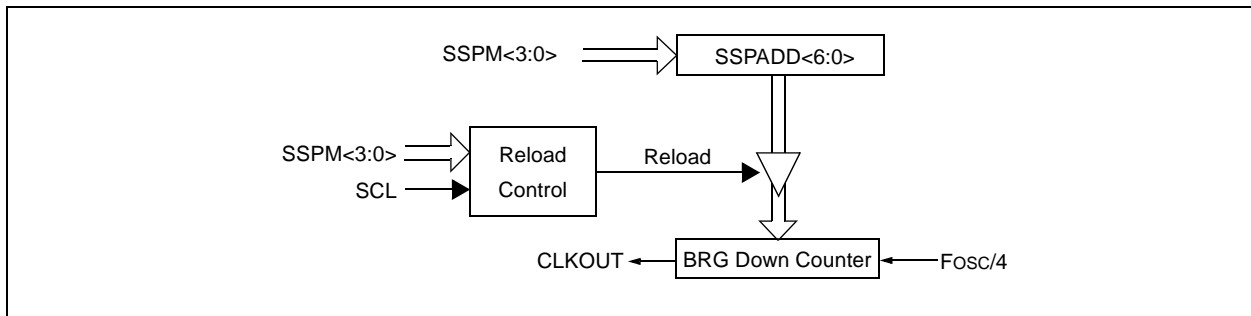 SSPM<3:0>
SSPADD<6:0>
SSPM<3:0>
SCL
Reload
Control
Reload
CLKOUT
BRG Down Counter
FOSC/4